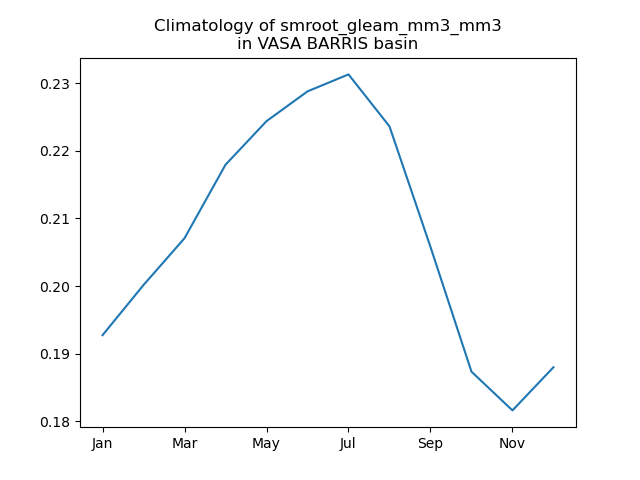 Climatology of smroot_gleam_mm3_mm3
in VASA BARRIS basin
0.23
0.22
0.21
0.20
0.19
0.18
Jan Mar May Jul Sep Nov